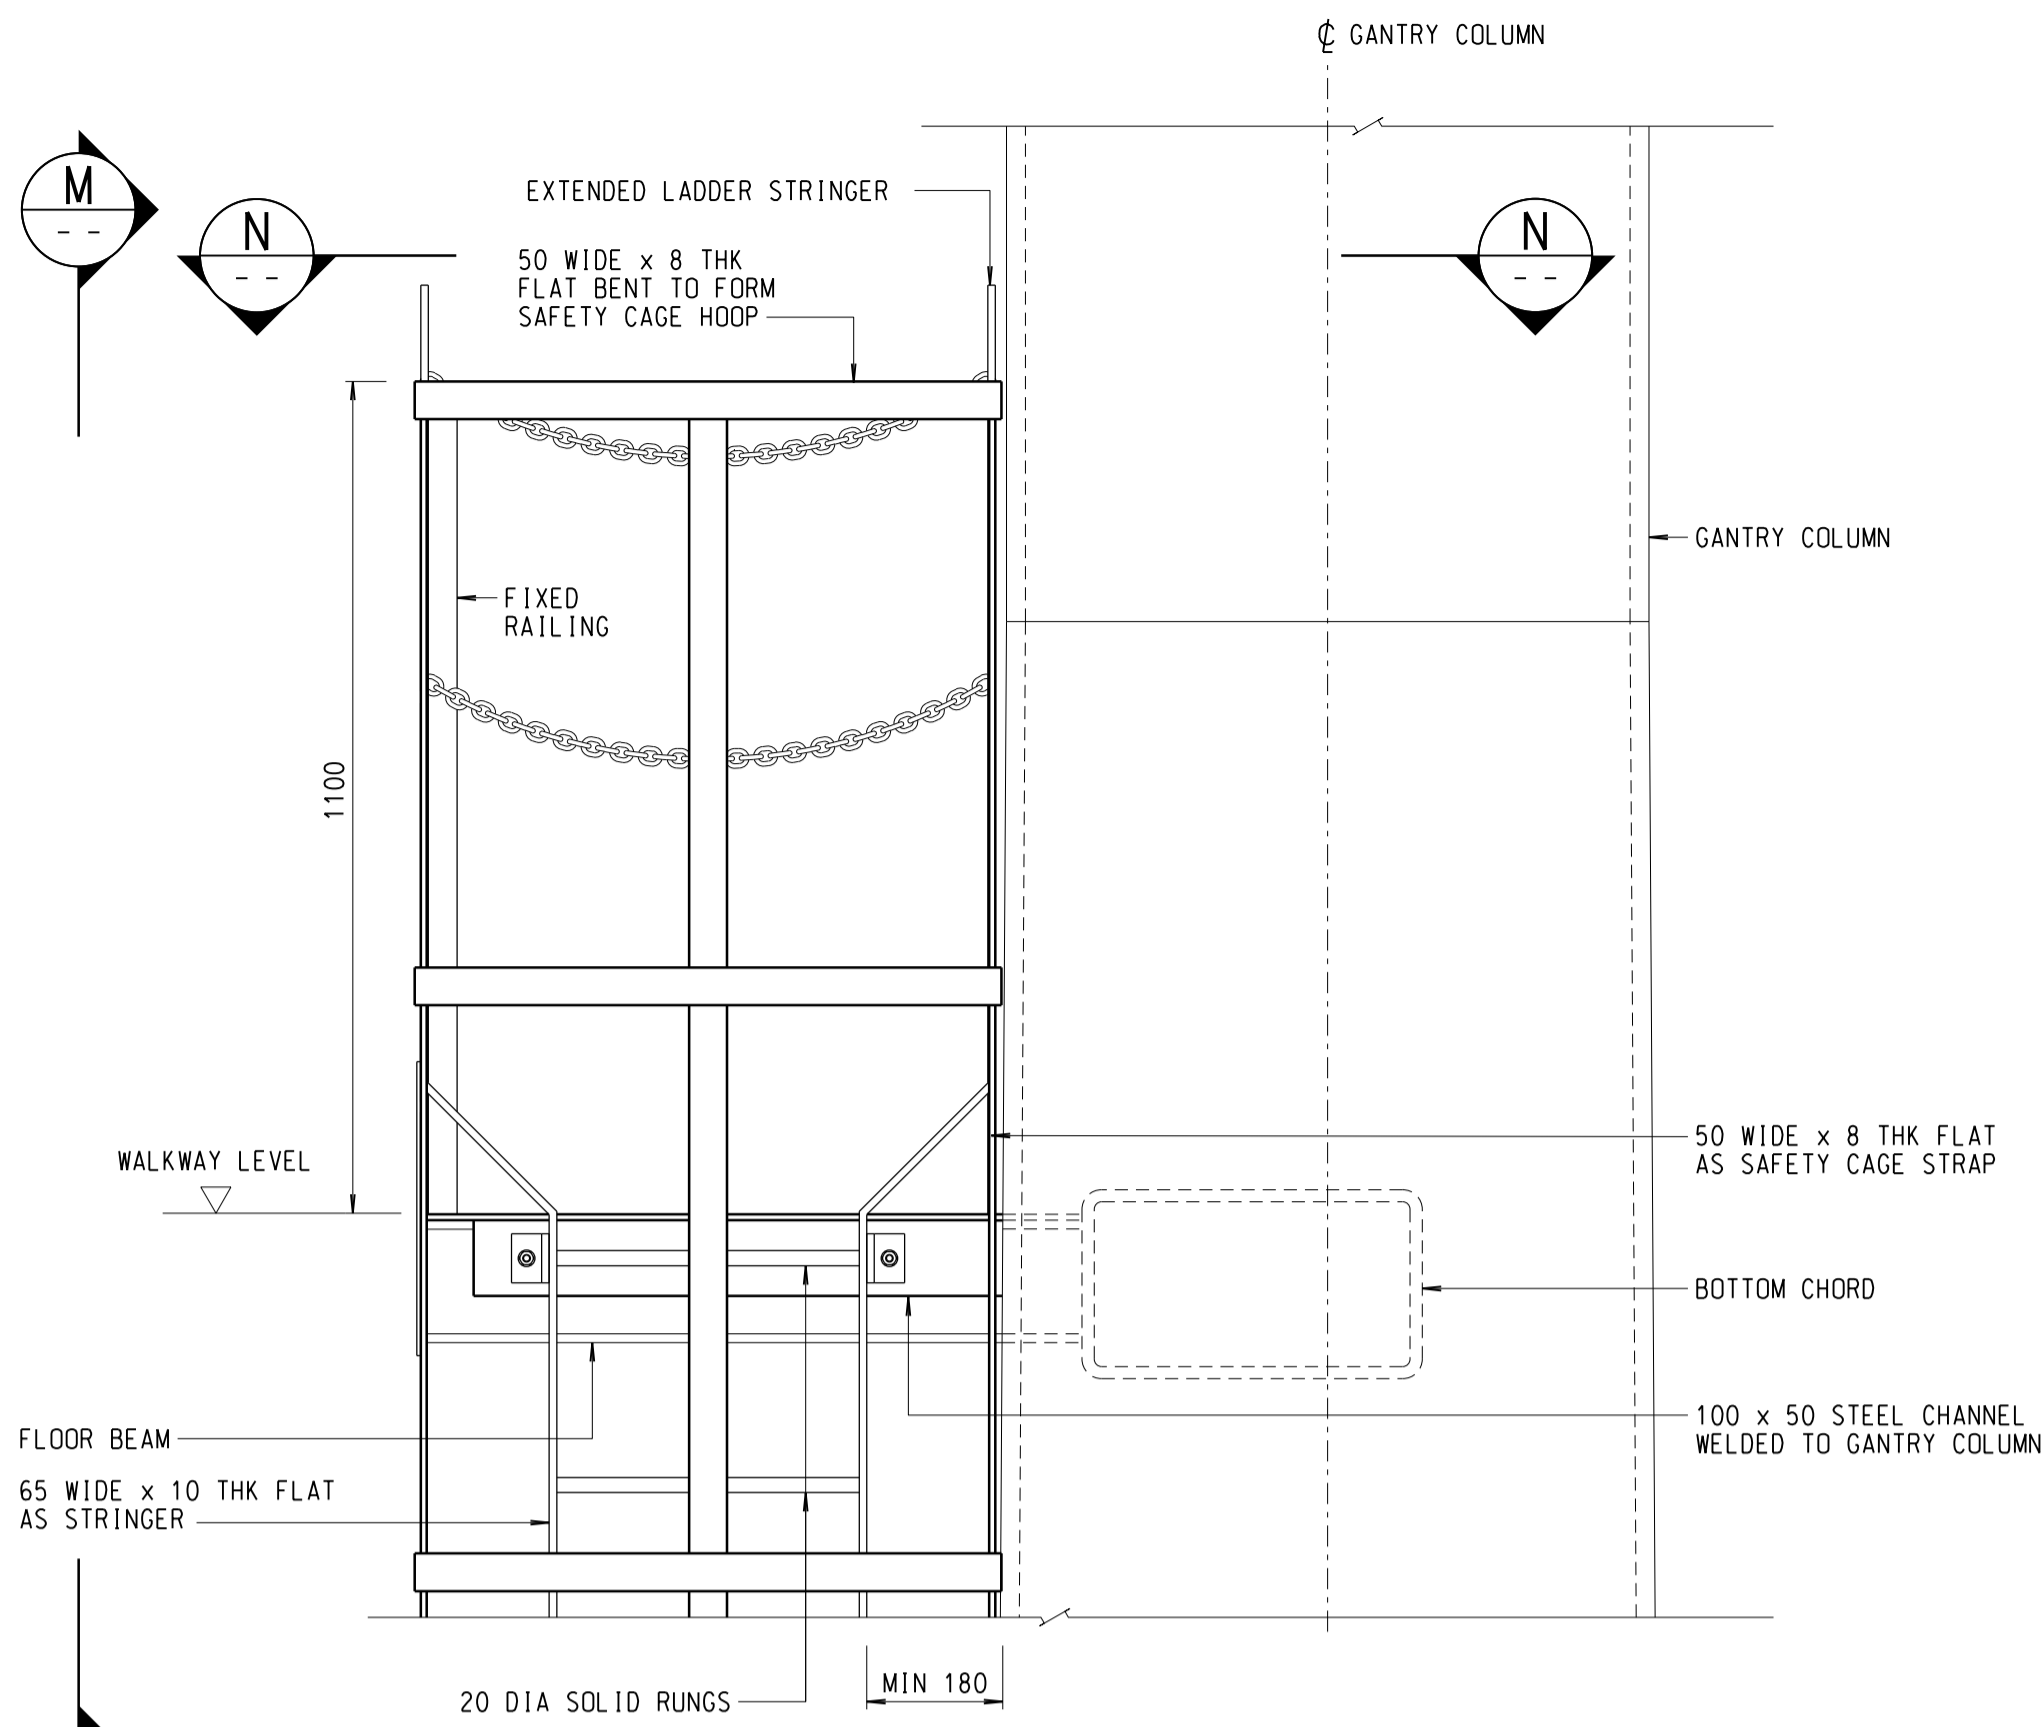 ℄ GANTRY COLUMN
M
- -
N
- -
EXTENDED LADDER STRINGER
N
- -
50 WIDE x 8 THK
FLAT BENT TO FORM
SAFETY CAGE HOOP
GANTRY COLUMN
FIXED
RAILING
1100
50 WIDE x 8 THK FLAT
AS SAFETY CAGE STRAP
WALKWAY LEVEL
BOTTOM CHORD
100 x 50 STEEL CHANNEL
WELDED TO GANTRY COLUMN
FLOOR BEAM
65 WIDE x 10 THK FLAT
AS STRINGER
MIN 180
20 DIA SOLID RUNGS